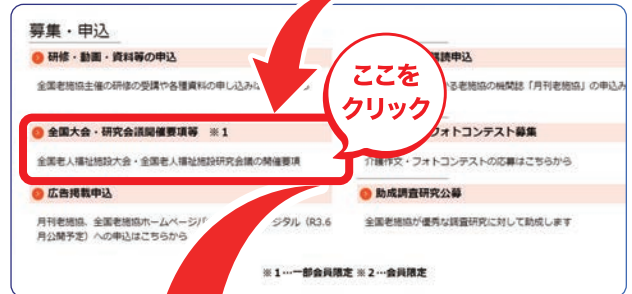 募集・申込
研修・動画・資料等の申込
全国老施協主催の研修の受講や各種資料の申し込みは
購読申込
る老施協の機関誌「月刊老施協」の申込み
ここを
クリック
全国大会・研究会議開催要項等 ※1
全国老人福祉施設大会・全国老人福祉施設研究会議の開催要項
フォトコンテスト募集
介護作文・フォトコンテストの応募はこちらから
広告掲載申込
月刊老施協、全国老施協ホームページ
ジタル（R3.6
月公開予定）への申込はこちらから
助成調査研究公募
全国老施協が優秀な調査研究に対して助成します
※1…一部会員限定 ※2…会員限定